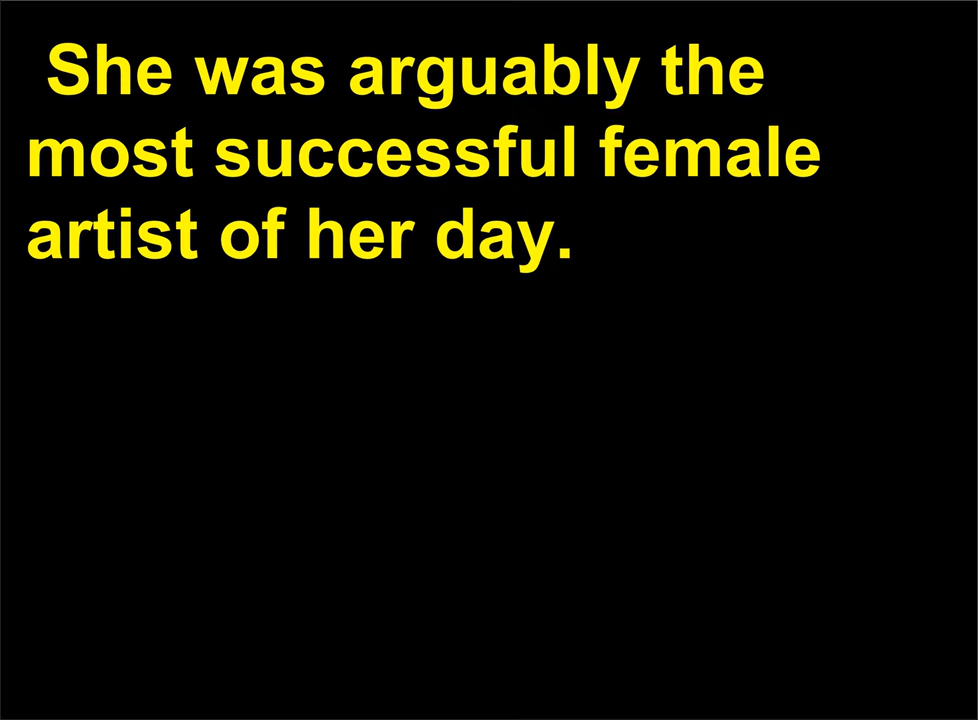 She was arguably the
most successful female
artist of her day.